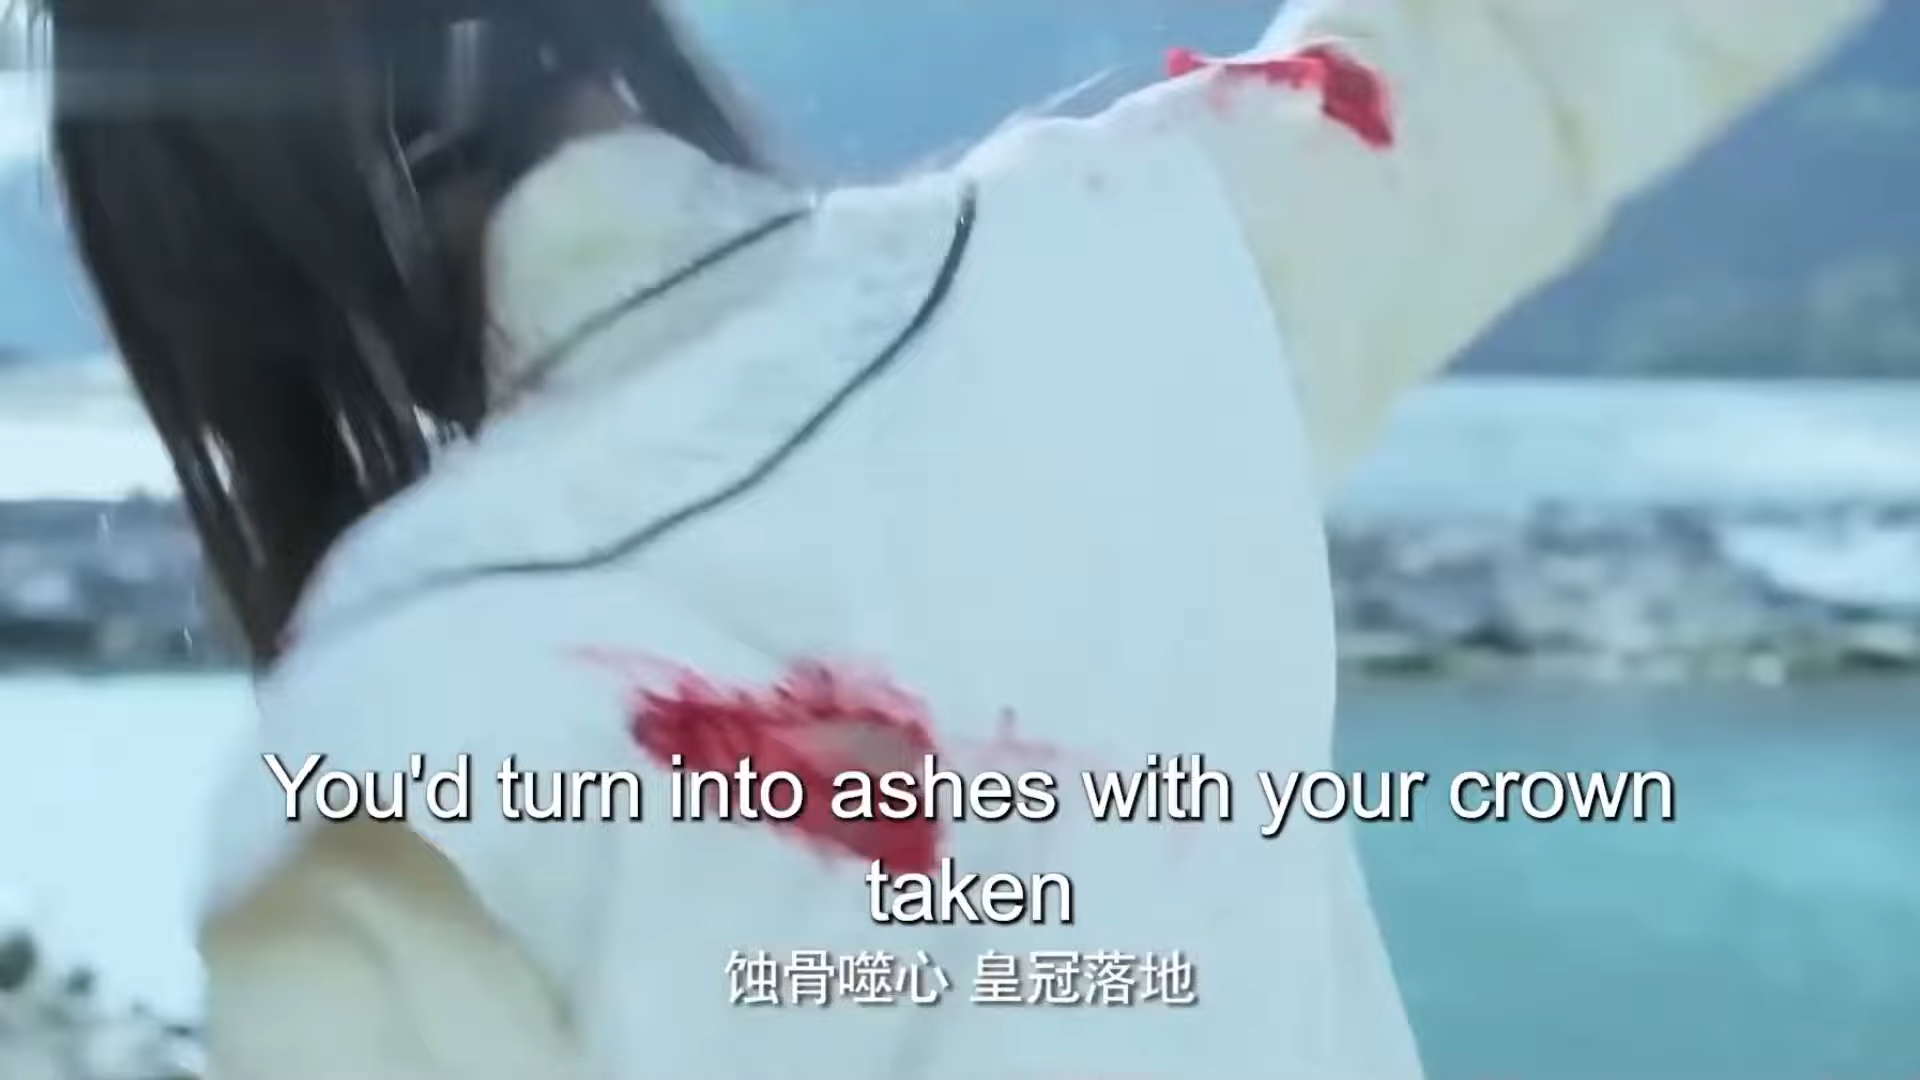 You'd turn into ashes with your crown
taken
蚀骨噬心 皇冠落地